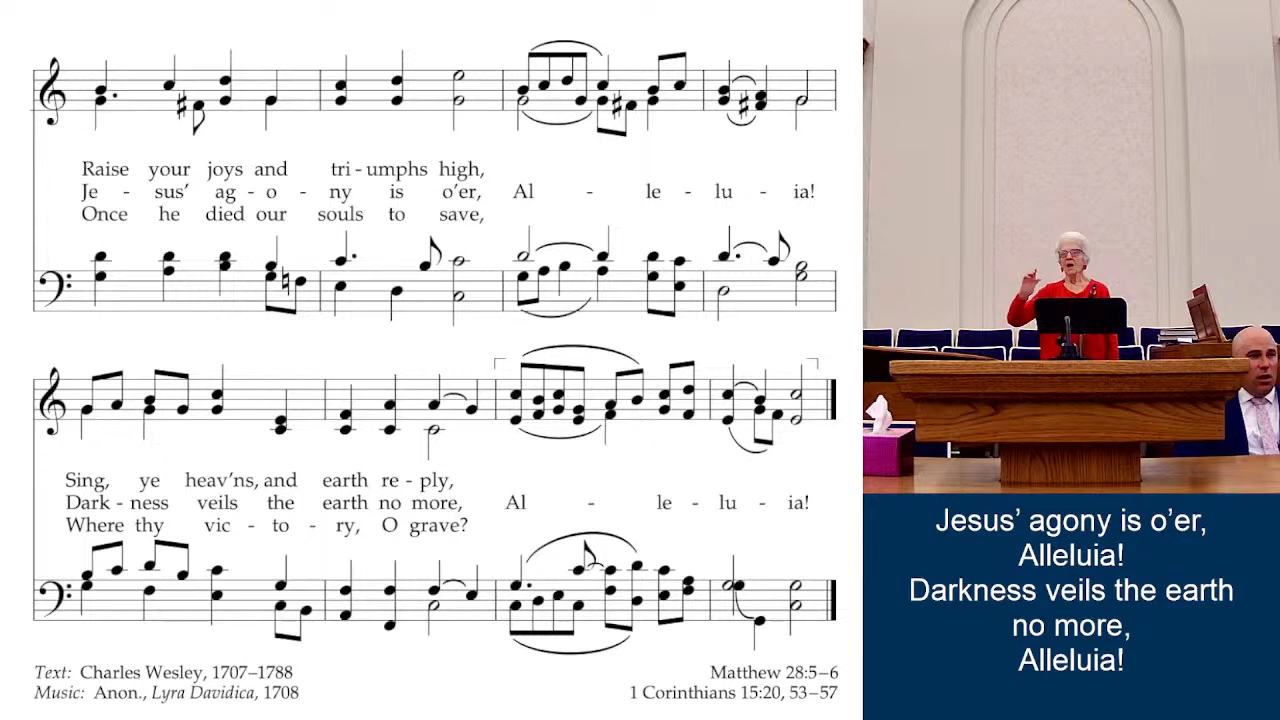 Raise your joys and tri - umphs high,
Je - sus’ ag - o - ny is o’er, Al - le - lu - ia!
Once he died our souls to save,
Sing, ye heav’ns, and earth re - ply,
Dark - ness veils the earth no more, Al - le - lu - ia!
Where thy vic - to - ry, O grave?
Text: Charles Wesley, 1707–1788
Music: Anon., Lyra Davidica, 1708
Matthew 28:5–6
1 Corinthians 15:20, 53–57
Jesus’ agony is o’er,
Alleluia!
Darkness veils the earth
no more,
Alleluia!